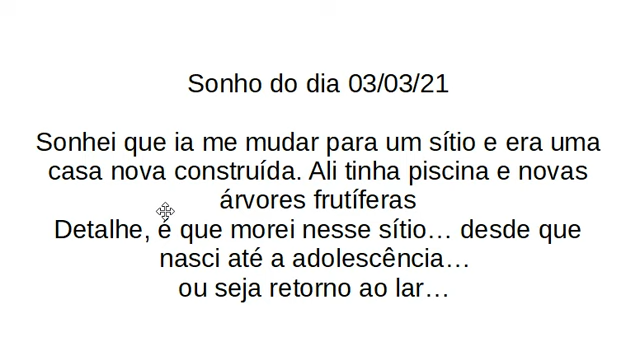 Sonho do dia 03/03/21
Sonhei que ia me mudar para um sítio e era uma
casa nova construída. Ali tinha piscina e novas
árvores frutíferas
Detalhe, é que morei nesse sítio… desde que
nasci até a adolescência…
ou seja retorno ao lar…